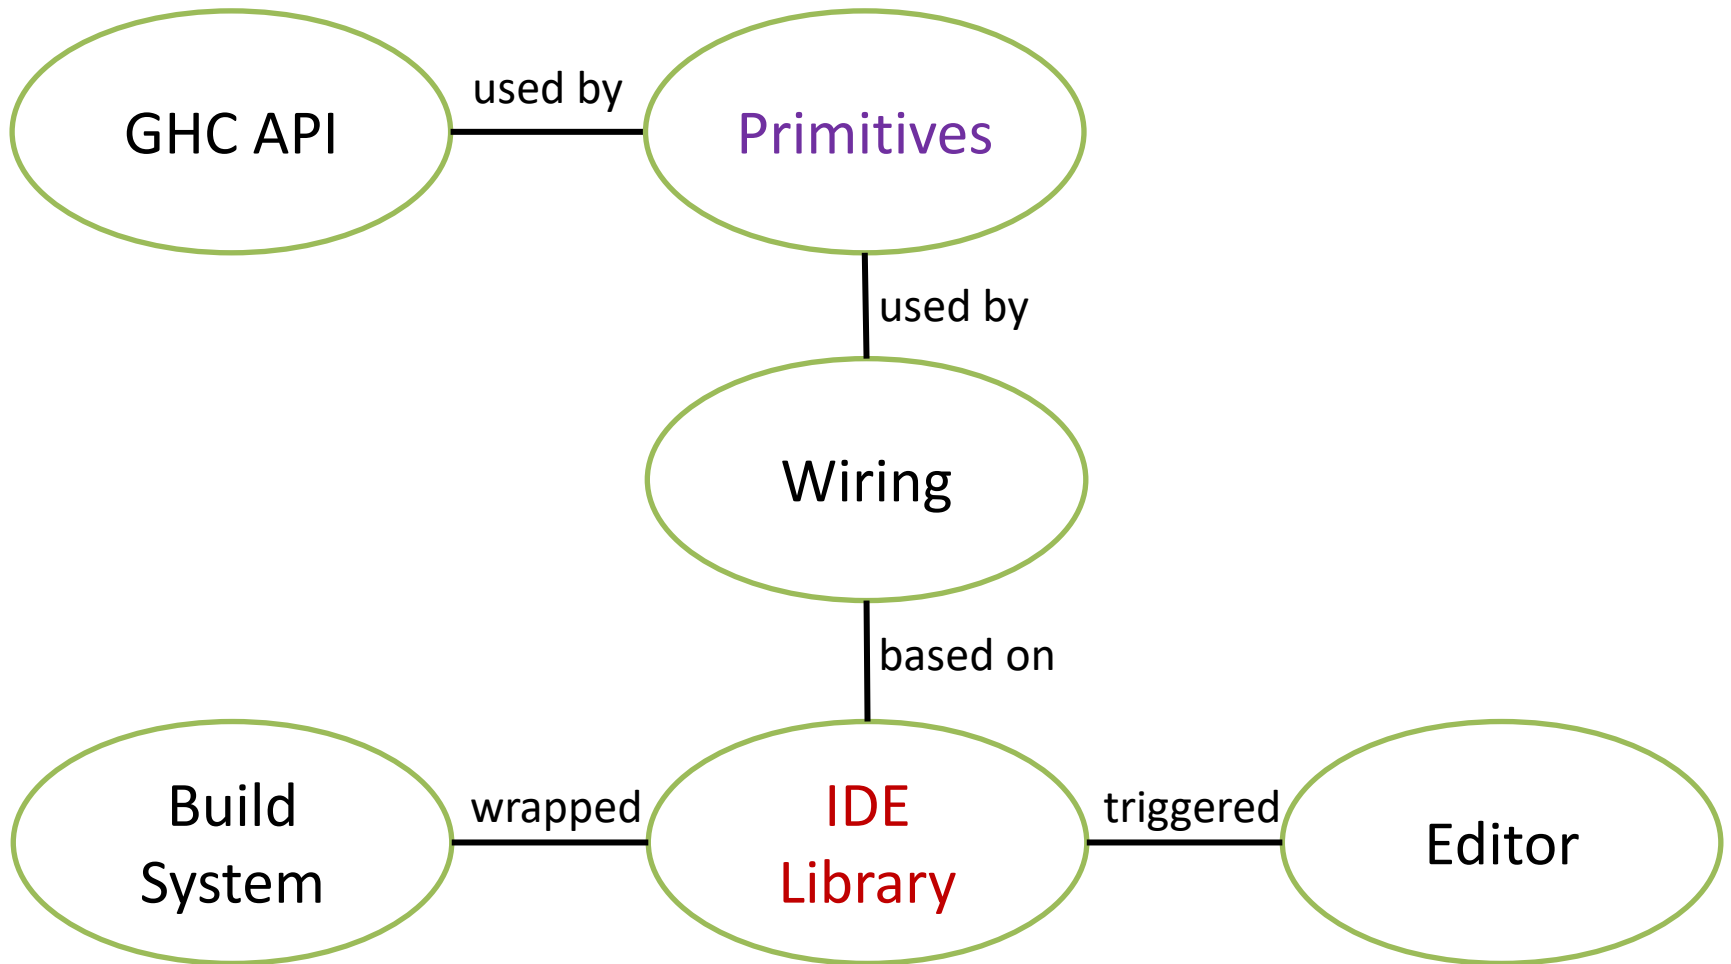 GHC API
used by
Primitives
used by
Wiring
based on
Build
System
wrapped
IDE
Library
triggered
Editor